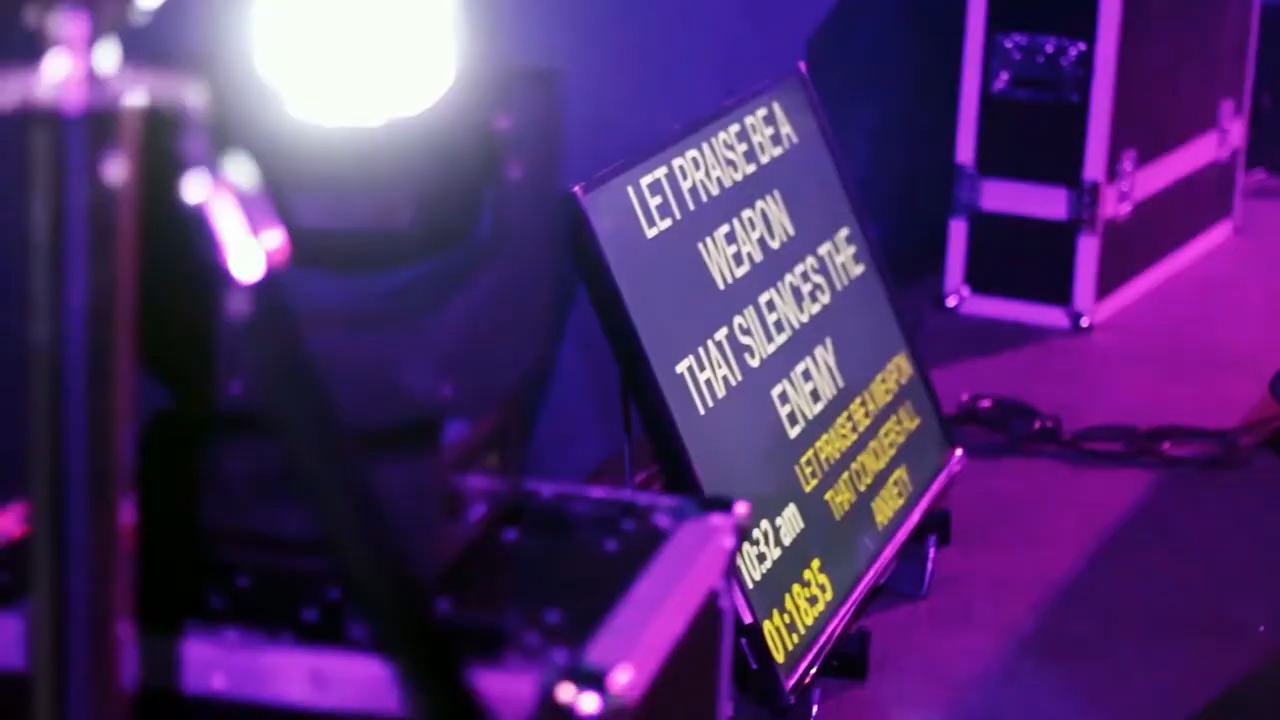 LET PRAISE BE A
WEAPON
THAT SILENCES THE
ENEMY
LET PRAISE BE A WEAPON
THAT CONQUERS ALL
ANXIETY
10:32 am
01:18:35